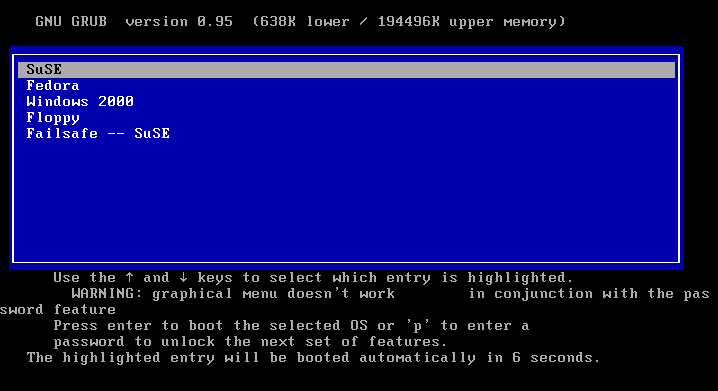 GNU GRUB  version 0.95  (638K lower / 194496K upper memory)
SuSE
Fedora
Windows 2000
Floppy
Failsafe -- SuSE
Use the ↑ and ↓ keys to select which entry is highlighted.
WARNING: graphical menu doesn't work        in conjunction with the pas
sword feature
Press enter to boot the selected OS or 'p' to enter a
password to unlock the next set of features.
The highlighted entry will be booted automatically in 6 seconds.